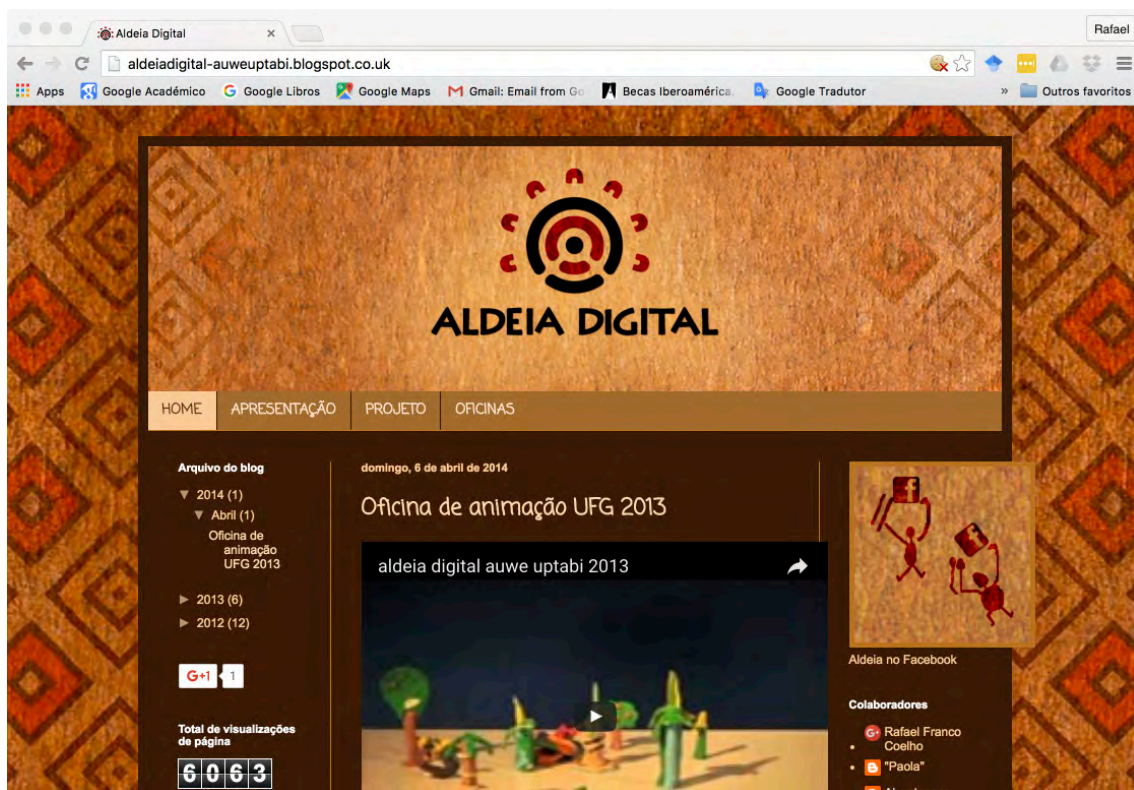 Aldeia Digital
Rafael
aldeiadigital-auweuptabi.blogspot.co.uk
Apps Google Académico Google Libros Google Maps Gmail: Email from Go Becas Iberoamérica. Google Tradutor » Outros favoritos
ALDEIA DIGITAL
HOME APRESENTAÇÃO PROJETO OFICINAS
Arquivo do blog
▼ 2014 (1)
▼ Abril (1)
Oficina de
animação
UFG 2013
► 2013 (6)
► 2012 (12)
G+1 1
Total de visualizações
de página
6063
domingo, 6 de abril de 2014
Oficina de animação UFG 2013
aldeia digital auwe uptabi 2013
f
f
Aldeia no Facebook
Colaboradores
G+ Rafael Franco
Coelho
"Paola"